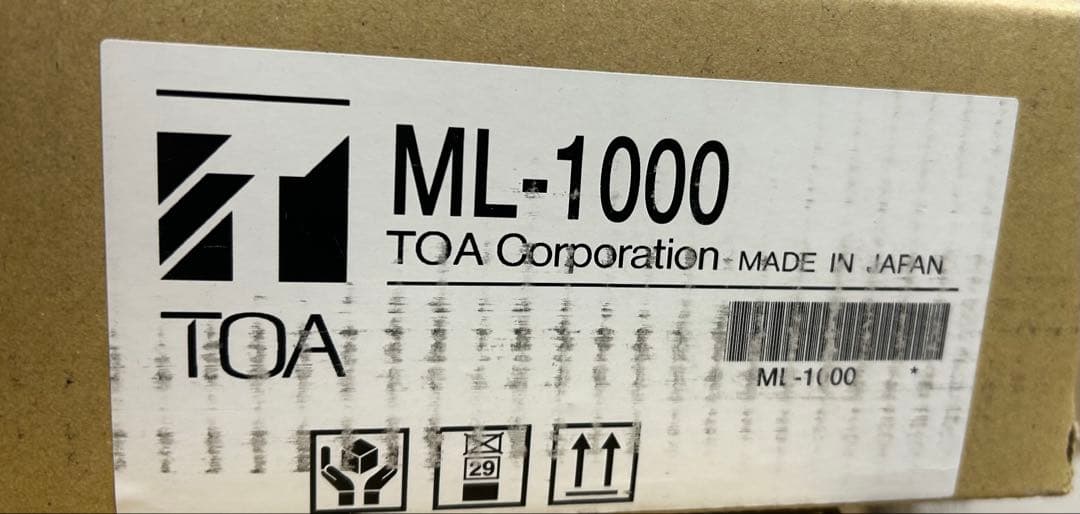 ML-1000
TOA Corporation MADE IN JAPAN
TOA
ML-1000 *
29